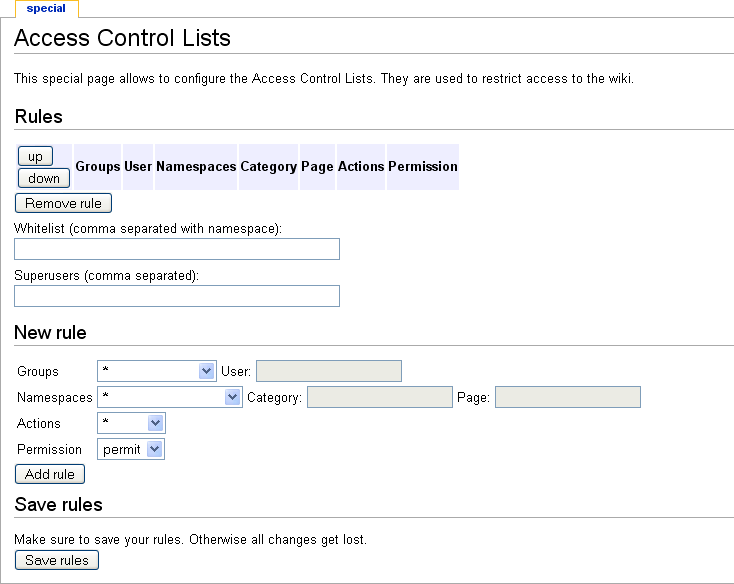 special
Access Control Lists
This special page allows to configure the Access Control Lists. They are used to restrict access to the wiki.
Rules
up
down
Groups User Namespaces Category Page Actions Permission
Remove rule
Whitelist (comma separated with namespace):
Superusers (comma separated):
New rule
Groups * User:
Namespaces * Category: Page:
Actions *
Permission permit
Add rule
Save rules
Make sure to save your rules. Otherwise all changes get lost.
Save rules